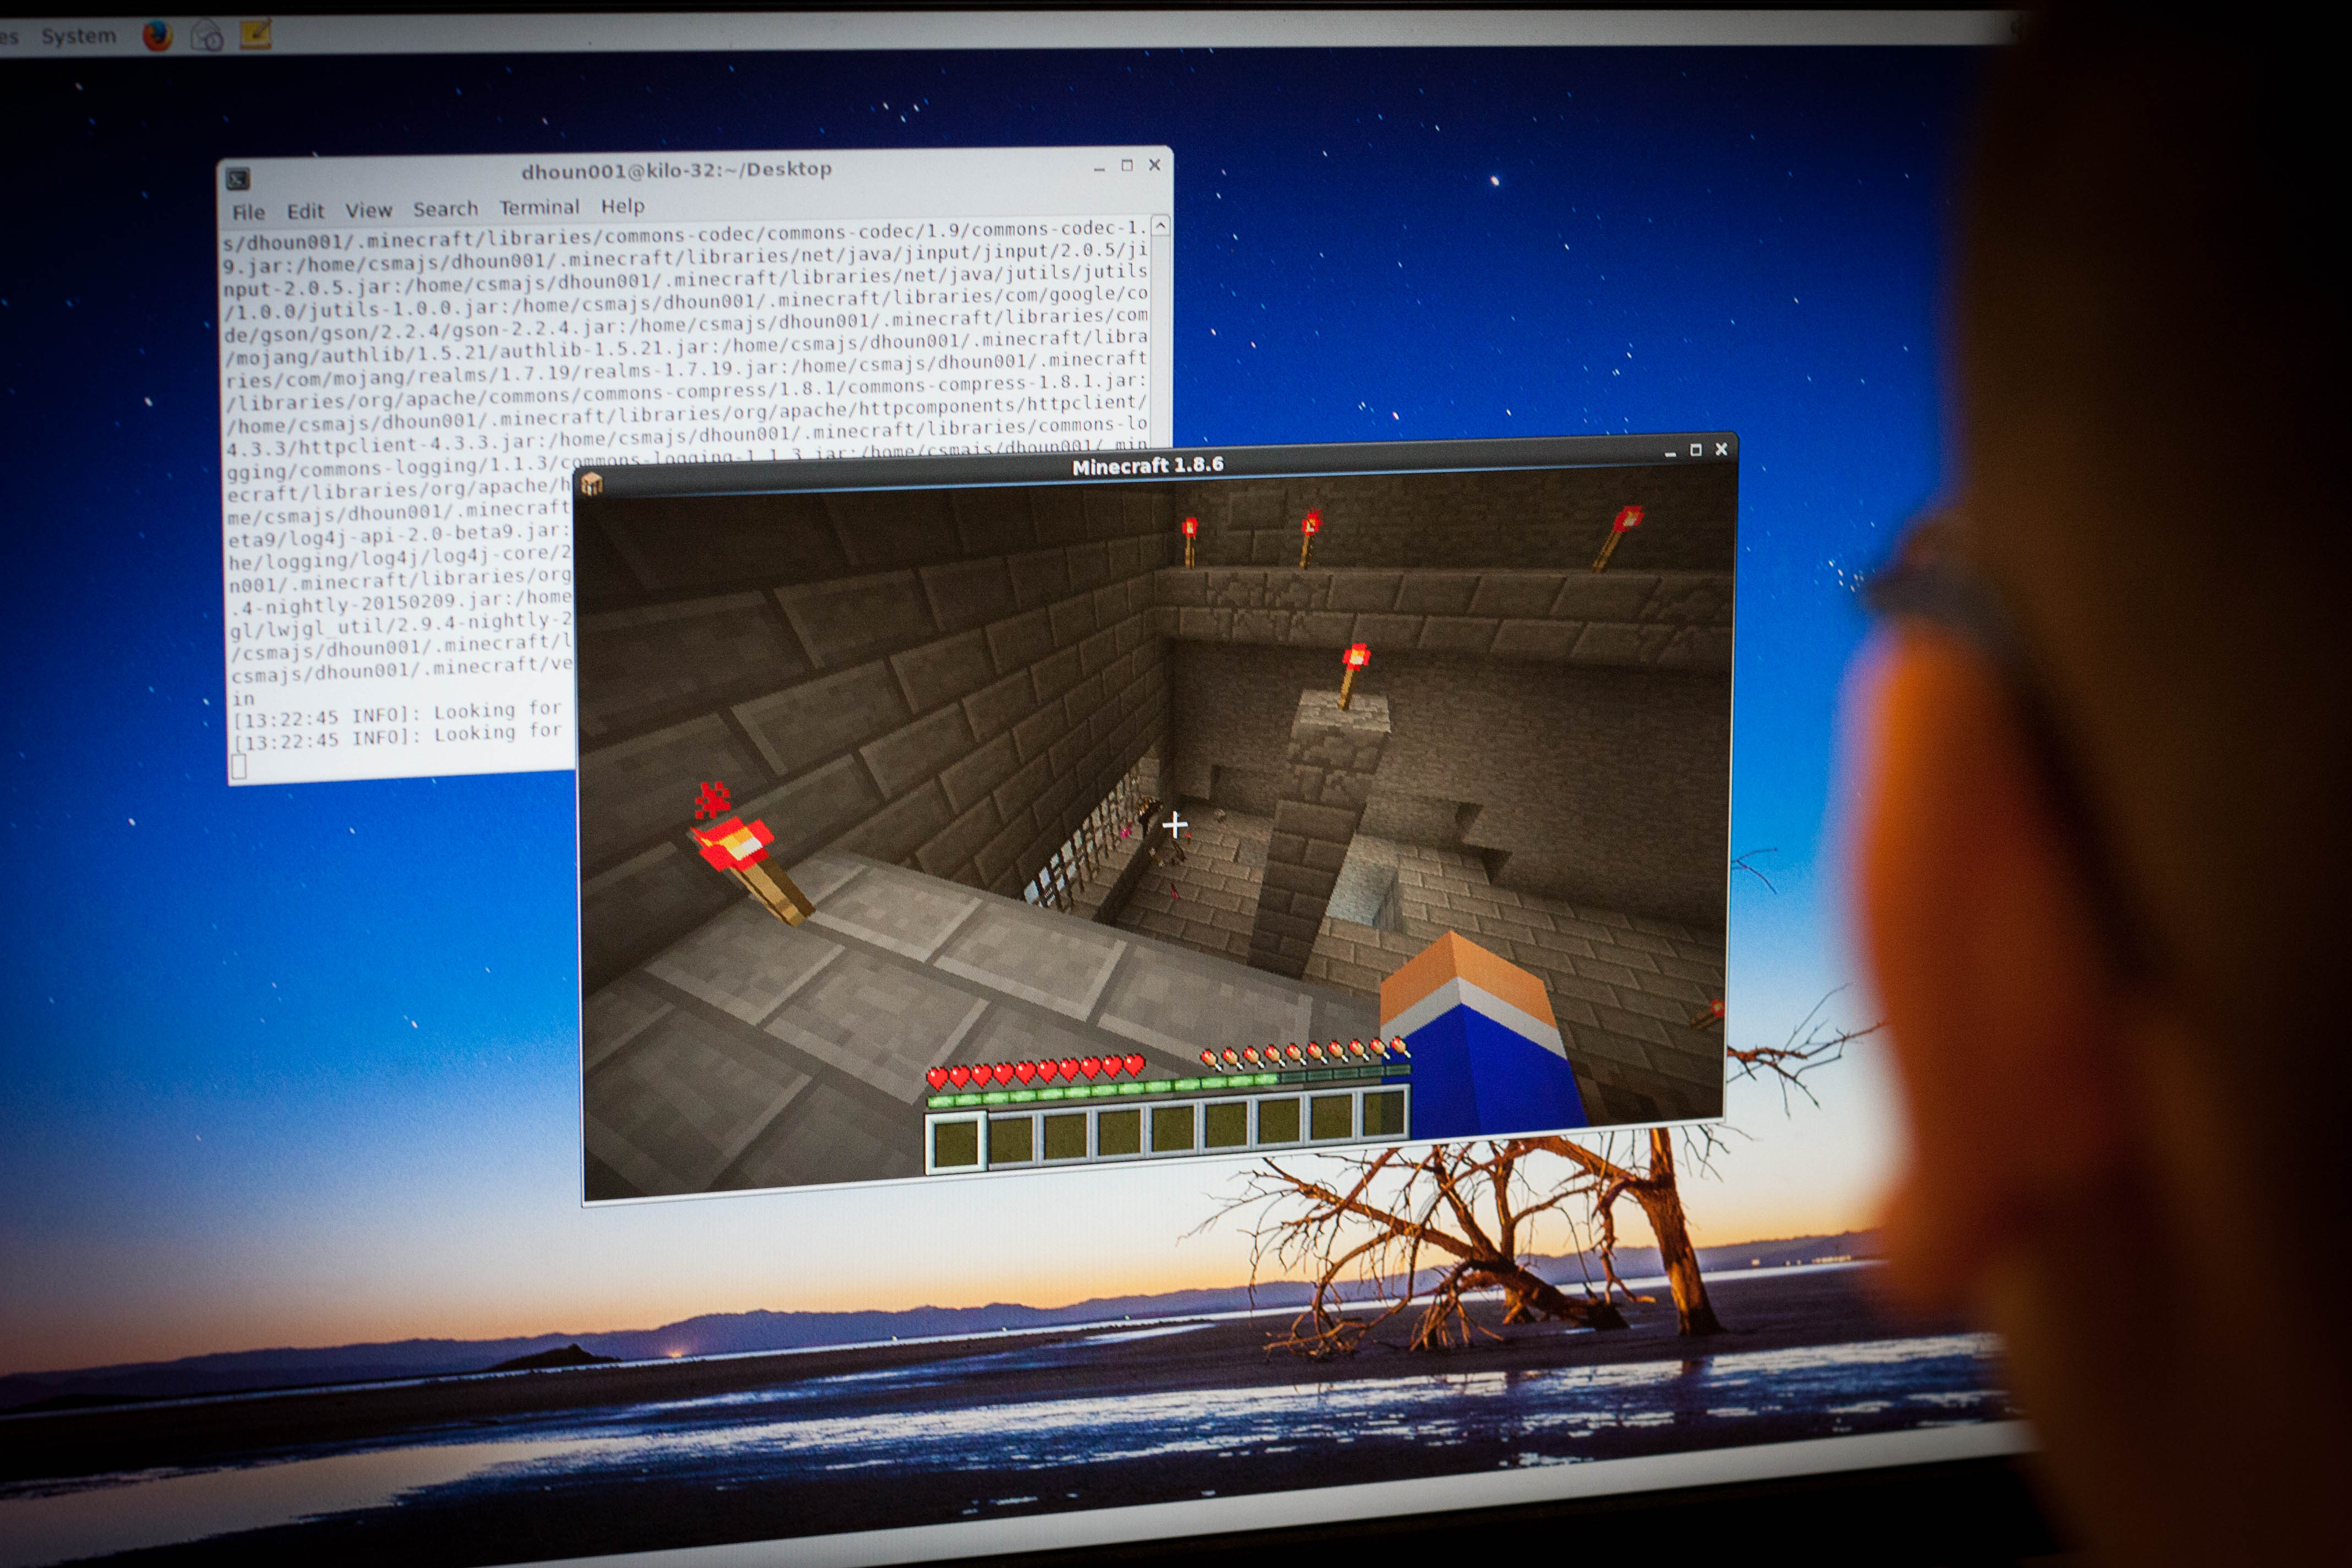 es System
dhoun001@kilo-32:~/Desktop
File Edit View Search Terminal Help
s/dhoun001/.minecraft/libraries/commons-codec/commons-codec/1.9/commons-codec-1.
9.jar:/home/csmajs/dhoun001/.minecraft/libraries/net/java/jinput/jinput/2.0.5/ji
nput-2.0.5.jar:/home/csmajs/dhoun001/.minecraft/libraries/net/java/jutils/jutils
/1.0.0/jutils-1.0.0.jar:/home/csmajs/dhoun001/.minecraft/libraries/com/google/co
de/gson/gson/2.2.4/gson-2.2.4.jar:/home/csmajs/dhoun001/.minecraft/libraries/com
/mojang/authlib/1.5.21/authlib-1.5.21.jar:/home/csmajs/dhoun001/.minecraft/libra
ries/com/mojang/realms/1.7.19/realms-1.7.19.jar:/home/csmajs/dhoun001/.minecraft
/libraries/org/apache/commons/commons-compress/1.8.1/commons-compress-1.8.1.jar:
/home/csmajs/dhoun001/.minecraft/libraries/org/apache/httpcomponents/httpclient/
4.3.3/httpclient-4.3.3.jar:/home/csmajs/dhoun001/.minecraft/libraries/commons-lo
gging/commons-logging/1.1.3/commons-logging-1.1.3.jar:/home/csmajs/dhoun001/.min
ecraft/libraries/org/apache/h
me/csmajs/dhoun001/.minecraft
eta9/log4j-api-2.0-beta9.jar:
he/logging/log4j/log4j-core/2
n001/.minecraft/libraries/org
.4-nightly-20150209.jar:/home
gl/lwjgl_util/2.9.4-nightly-2
/csmajs/dhoun001/.minecraft/l
csmajs/dhoun001/.minecraft/ve
in
[13:22:45 INFO]: Looking for
[13:22:45 INFO]: Looking for
Minecraft 1.8.6